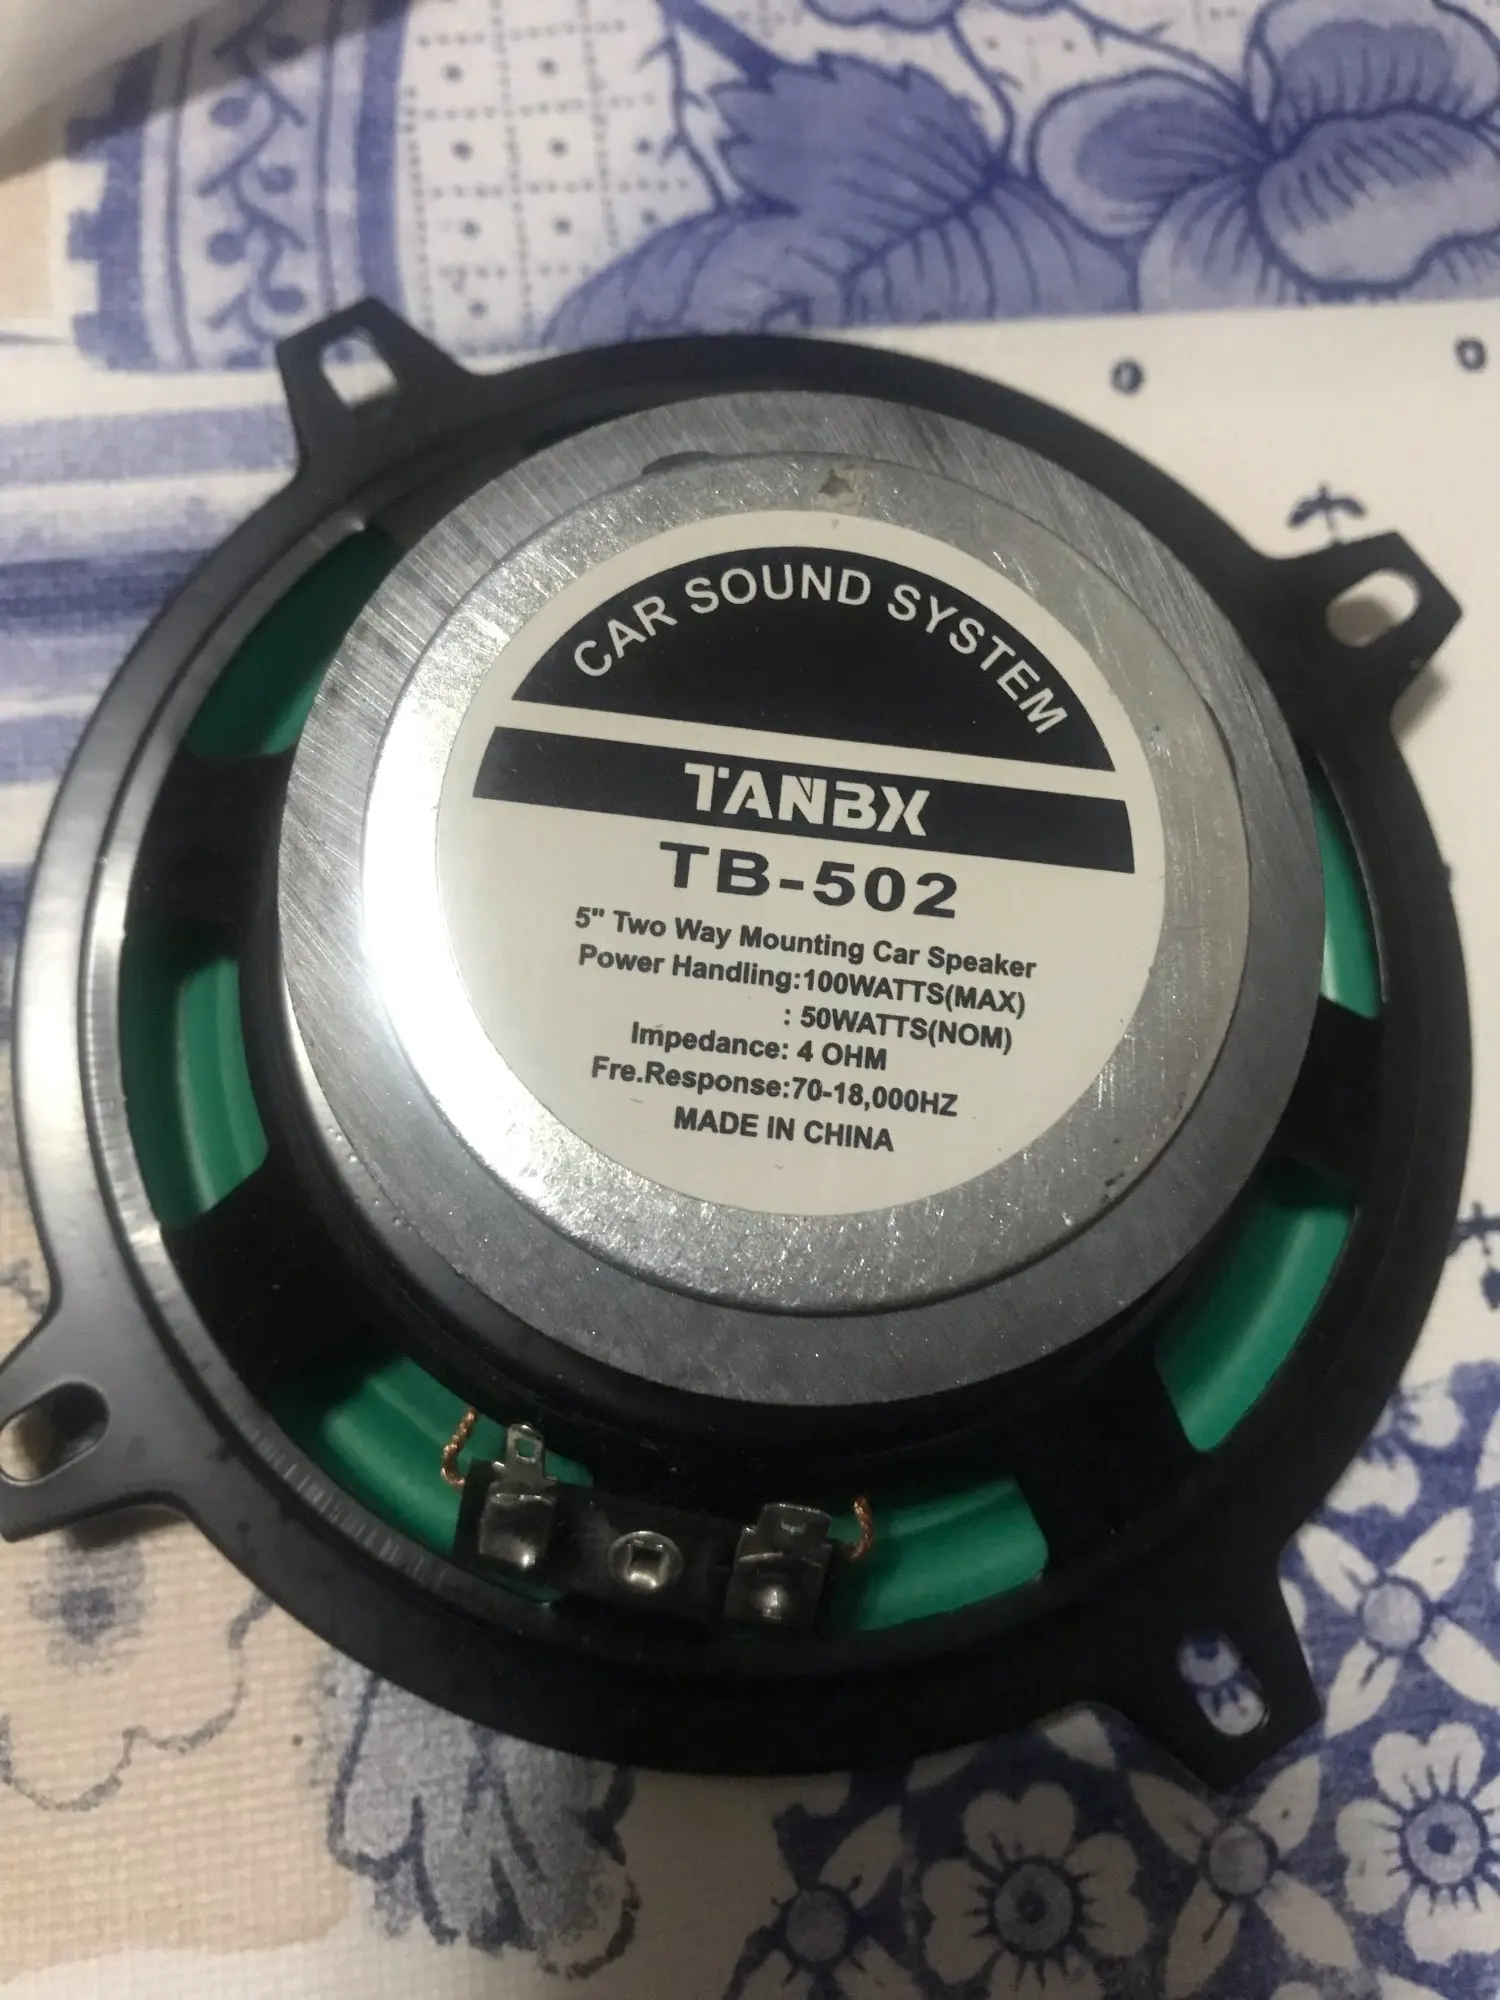 CAR SOUND SYSTEM
TANBX
TB-502
5" Two Way Mounting Car Speaker
Power Handling:100WATTS(MAX)
: 50WATTS(NOM)
Impedance: 4 OHM
Fre.Response:70-18,000HZ
MADE IN CHINA